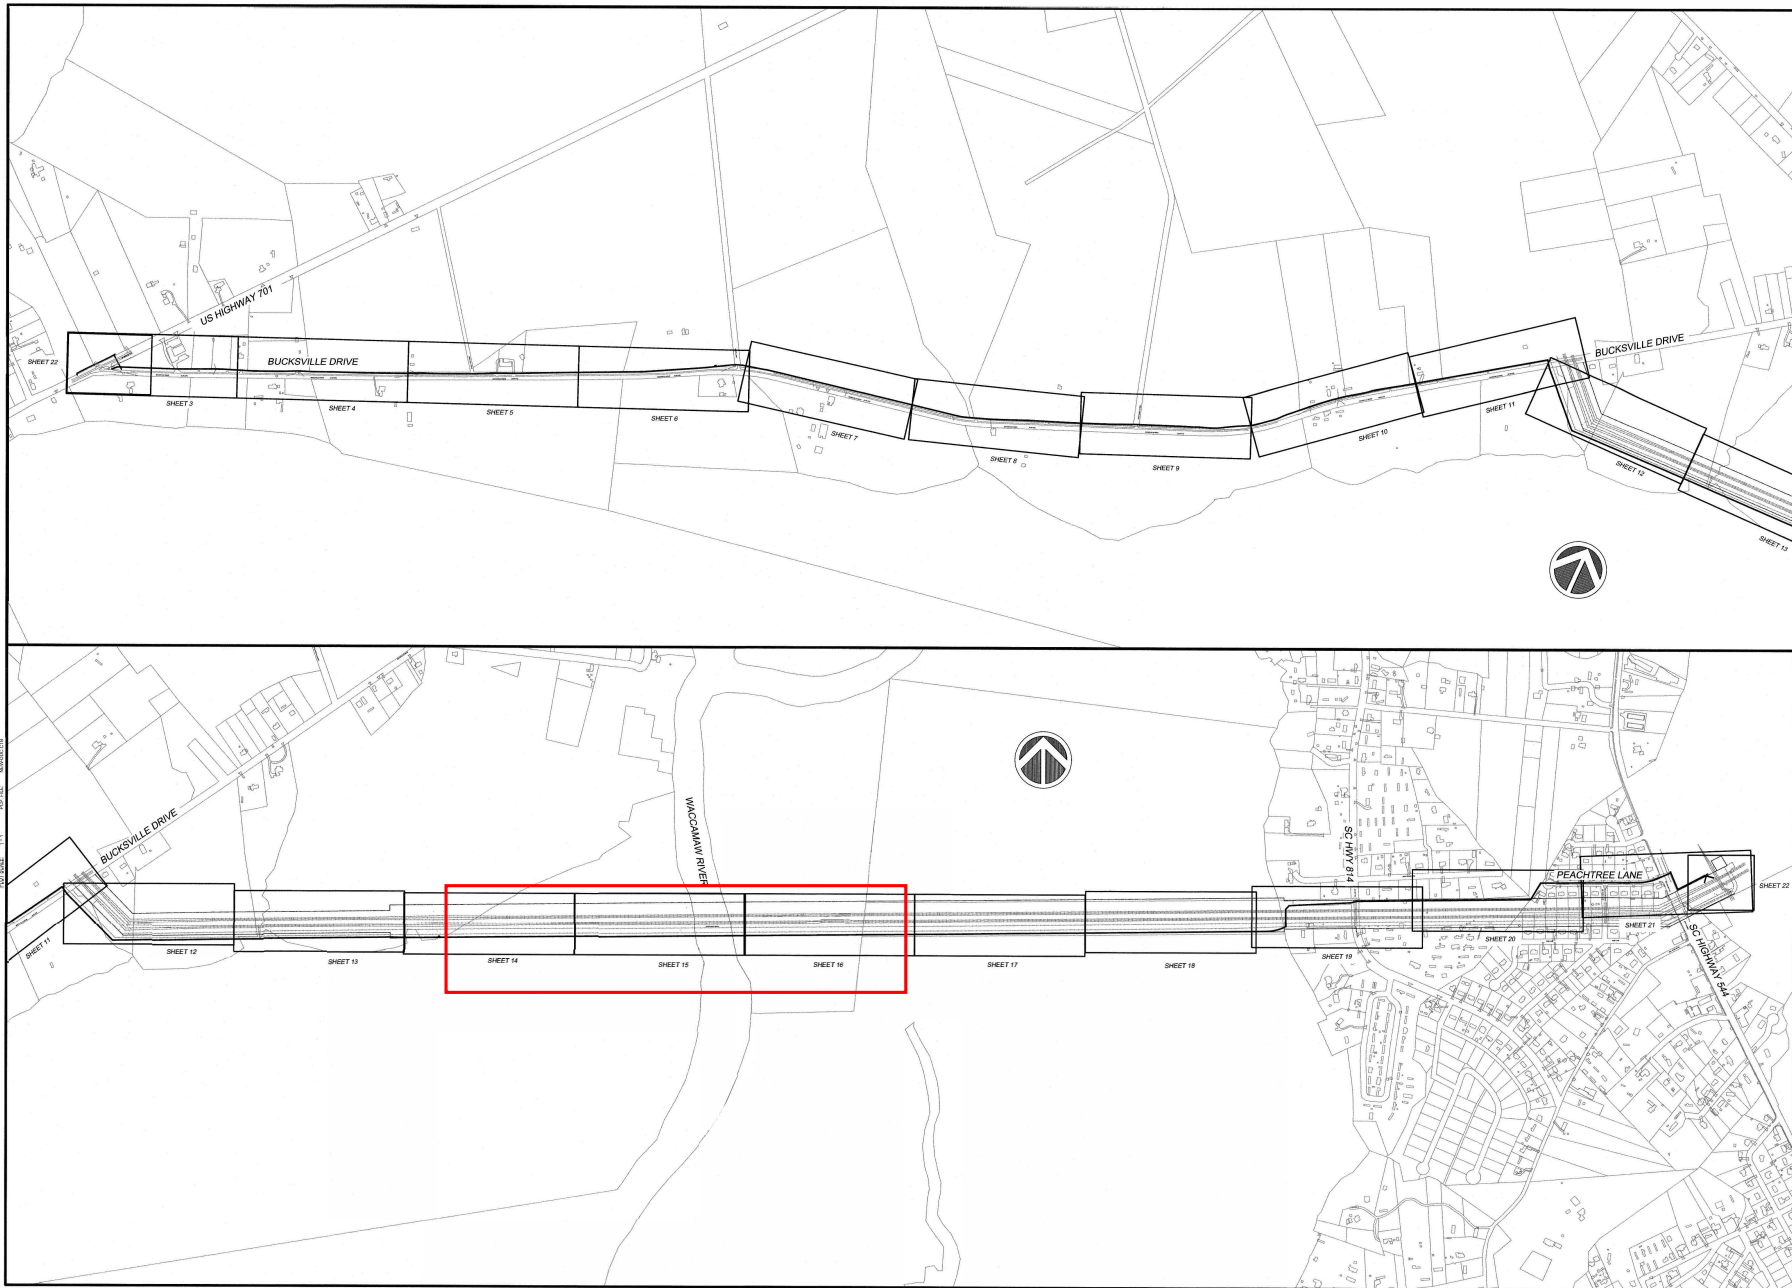 US HIGHWAY 701
BUCKSVILLE DRIVE
BUCKSVILLE DRIVE
SHEET 22
SHEET 3
SHEET 4
SHEET 5
SHEET 6
SHEET 7
SHEET 8
SHEET 9
SHEET 10
SHEET 11
SHEET 12
SHEET 13
BUCKSVILLE DRIVE
WACCAMAW RIVER
SC HWY 814
PEACHTREE LANE
SHEET 22
SC HIGHWAY 544
SHEET 11
SHEET 12
SHEET 13
SHEET 14
SHEET 15
SHEET 16
SHEET 17
SHEET 18
SHEET 19
SHEET 20
SHEET 21